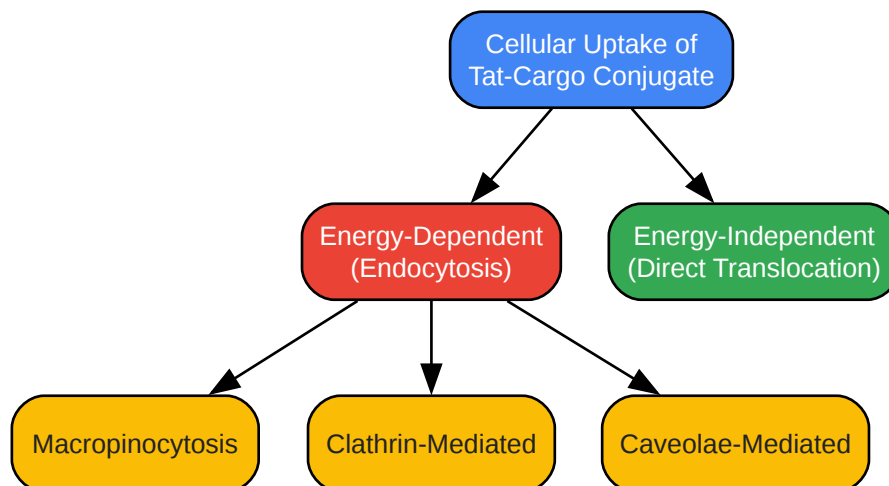 Cellular Uptake of
Tat-Cargo Conjugate
Energy-Dependent
(Endocytosis)
Energy-Independent
(Direct Translocation)
Macropinocytosis
Clathrin-Mediated
Caveolae-Mediated